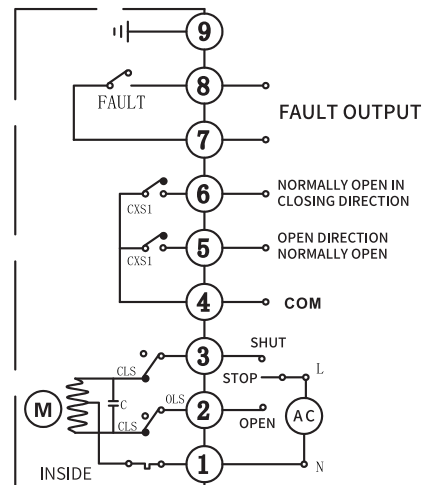 9
8
FAULT
FAULT OUTPUT
7
6
NORMALLY OPEN IN
CLOSING DIRECTION
CXS1
5
OPEN DIRECTION
NORMALLY OPEN
CXS1
4
COM
3
SHUT
CLS
STOP
L
M
C
OLS
2
AC
CLS
OPEN
1
N
INSIDE